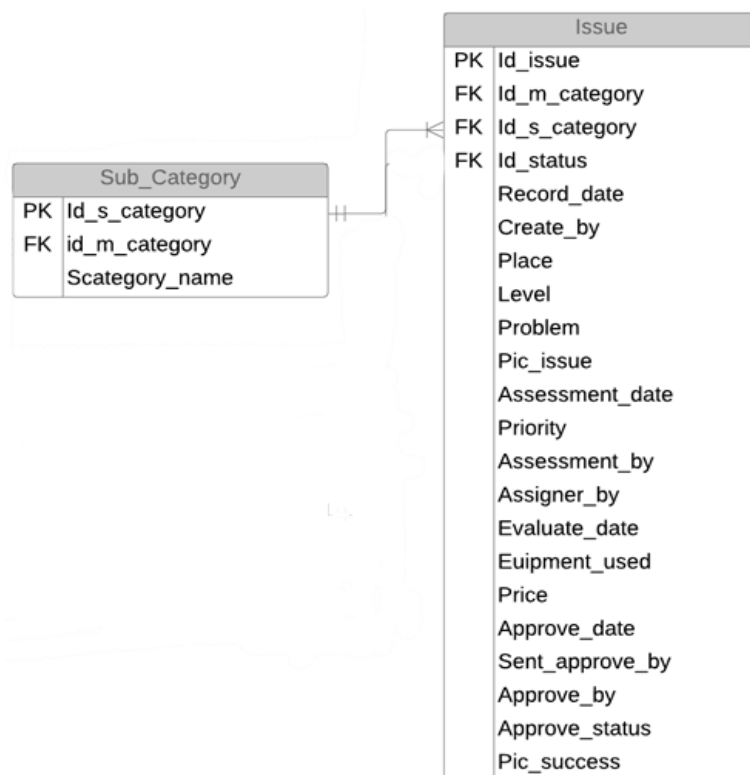 Issue
PK Id_issue
FK Id_m_category
FK Id_s_category
FK Id_status
Record_date
Create_by
Place
Level
Problem
Pic_issue
Assessment_date
Priority
Assessment_by
Assigner_by
Evaluate_date
Euipment_used
Price
Approve_date
Sent_approve_by
Approve_by
Approve_status
Pic_success
Sub_Category
PK Id_s_category
FK id_m_category
Scategory_name